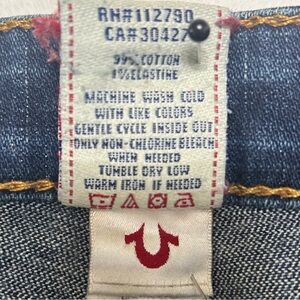 RN#112790
CA#30427
99% COTTON
1% ELASTINE
MACHINE WASH COLD
WITH LIKE COLORS
GENTLE CYCLE INSIDE OUT
ONLY NON-CHLORINE BLEACH
WHEN NEEDED
TUMBLE DRY LOW
WARM IRON IF NEEDED